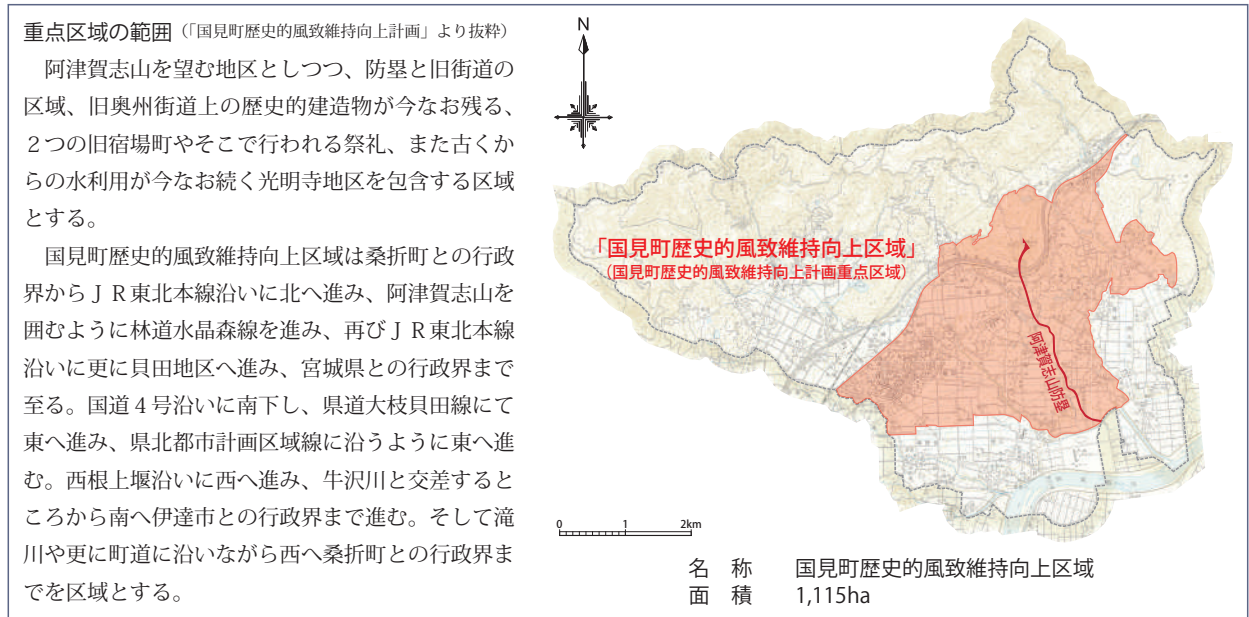 重点区域の範囲(「国見町歴史的風致維持向上計画」より抜粋)
　阿津賀志山を望む地区としつつ、防塁と旧街道の
区域、旧奥州街道上の歴史的建造物が今なお残る、
２つの旧宿場町やそこで行われる祭礼、また古くか
らの水利用が今なお続く光明寺地区を包含する区域
とする。
　国見町歴史的風致維持向上区域は桑折町との行政
界からＪＲ東北本線沿いに北へ進み、阿津賀志山を
囲むように林道水晶森線を進み、再びＪＲ東北本線
沿いに更に貝田地区へ進み、宮城県との行政界まで
至る。国道４号沿いに南下し、県道大枝貝田線にて
東へ進み、県北都市計画区域線に沿うように東へ進
む。西根上堰沿いに西へ進み、牛沢川と交差すると
ころから南へ伊達市との行政界まで進む。そして滝
川や更に町道に沿いながら西へ桑折町との行政界ま
でを区域とする。
N
「国見町歴史的風致維持向上区域」
(国見町歴史的風致維持向上計画重点区域)
阿津賀志山防塁
0 1 2km
名　称　国見町歴史的風致維持向上区域
面　積　1,115ha